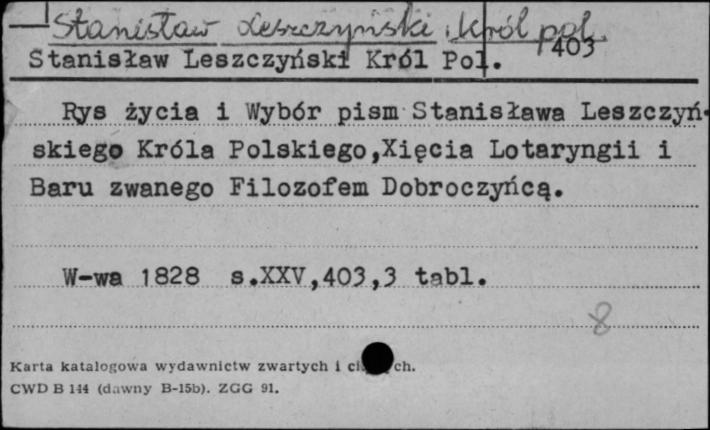 Stanisław Leszczyński, Król pol.
1403
Stanisław Leszczyński Król Pol.
Rys życia i Wybór pism Stanisława Leszczyń-
skiego Króla Polskiego,Xięcia Lotaryngii i
Baru zwanego Filozofem Dobroczyńcą.
W-wa 1828 s.XXV,403,3 tabl.
8
Karta katalogowa wydawnictw zwartych i
CWD B 144 (dawny B-15b). ZGG 91.